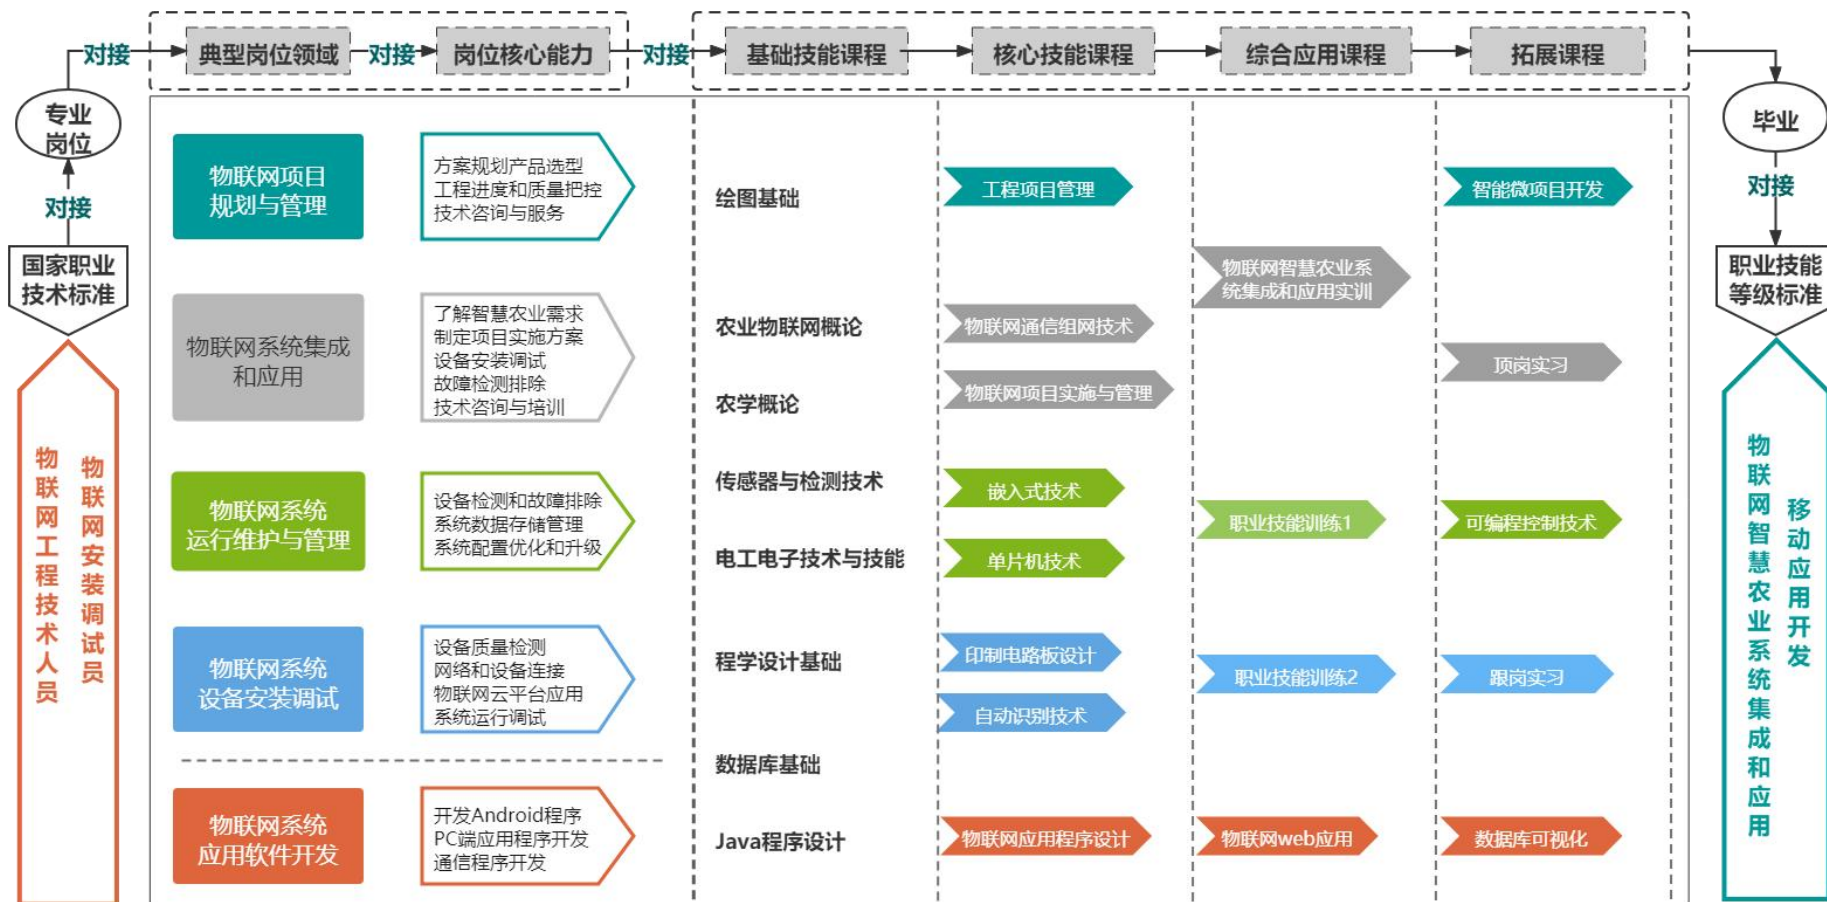 对接
典型岗位领域
对接
岗位核心能力
对接
基础技能课程
核心技能课程
综合应用课程
拓展课程
专业
岗位
对接
国家职业
技术标准
物联网工程技术人员
物联网安装调试员
物联网项目
规划与管理
方案规划产品选型
工程进度和质量把控
技术咨询与服务
物联网系统集成
和应用
了解智慧农业需求
制定项目实施方案
设备安装调试
故障检测排除
技术咨询与培训
物联网系统
运行维护与管理
设备检测和故障排除
系统数据存储管理
系统配置优化和升级
物联网系统
设备安装调试
设备质量检测
网络和设备连接
物联网云平台应用
系统运行调试
物联网系统
应用软件开发
开发Android程序
PC端应用程序开发
通信程序开发
绘图基础
农业物联网概论
农学概论
传感器与检测技术
电工电子技术与技能
程学设计基础
数据库基础
Java程序设计
工程项目管理
物联网通信组网技术
物联网项目实施与管理
嵌入式技术
单片机技术
印制电路板设计
自动识别技术
物联网应用程序设计
物联网智慧农业系
统集成和应用实训
职业技能训练1
职业技能训练2
物联网web应用
智能微项目开发
顶岗实习
可编程控制技术
跟岗实习
数据库可视化
毕业
对接
职业技能
等级标准
物联网智慧农业系统集成和应用
移动应用开发